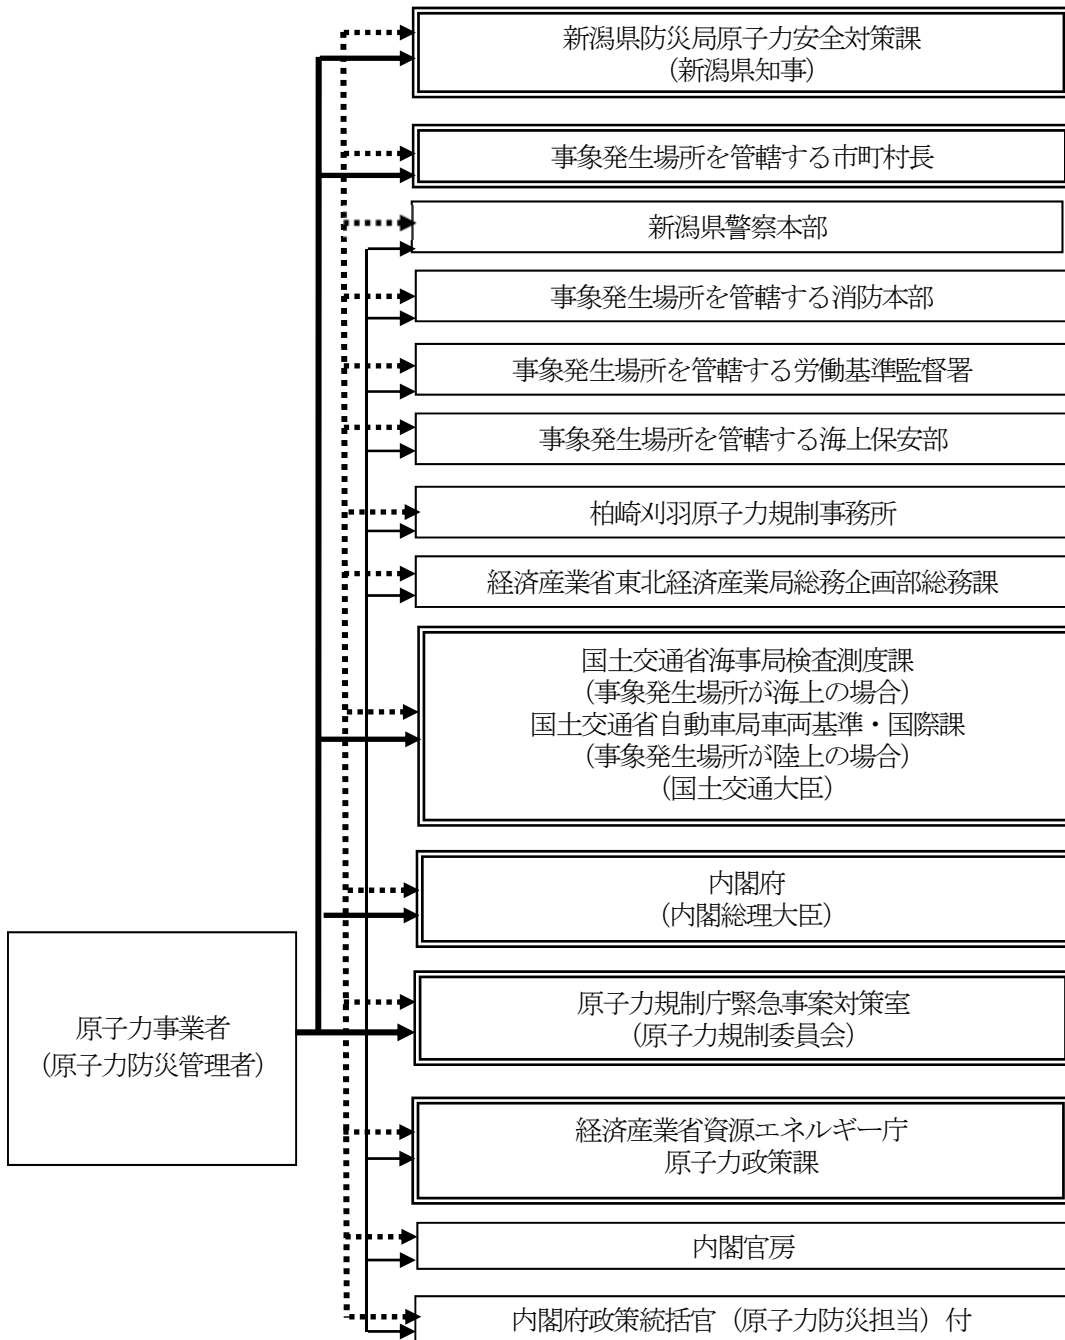 新潟県防災局原子力安全対策課
（新潟県知事）
事象発生場所を管轄する市町村長
新潟県警察本部
事象発生場所を管轄する消防本部
事象発生場所を管轄する労働基準監督署
事象発生場所を管轄する海上保安部
柏崎刈羽原子力規制事務所
経済産業省東北経済産業局総務企画部総務課
国土交通省海事局検査測度課
（事象発生場所が海上の場合）
国土交通省自動車局車両基準・国際課
（事象発生場所が陸上の場合）
（国土交通大臣）
内閣府
（内閣総理大臣）
原子力事業者
（原子力防災管理者）
原子力規制庁緊急事案対策室
（原子力規制委員会）
経済産業省資源エネルギー庁
原子力政策課
内閣官房
内閣府政策統括官（原子力防災担当）付